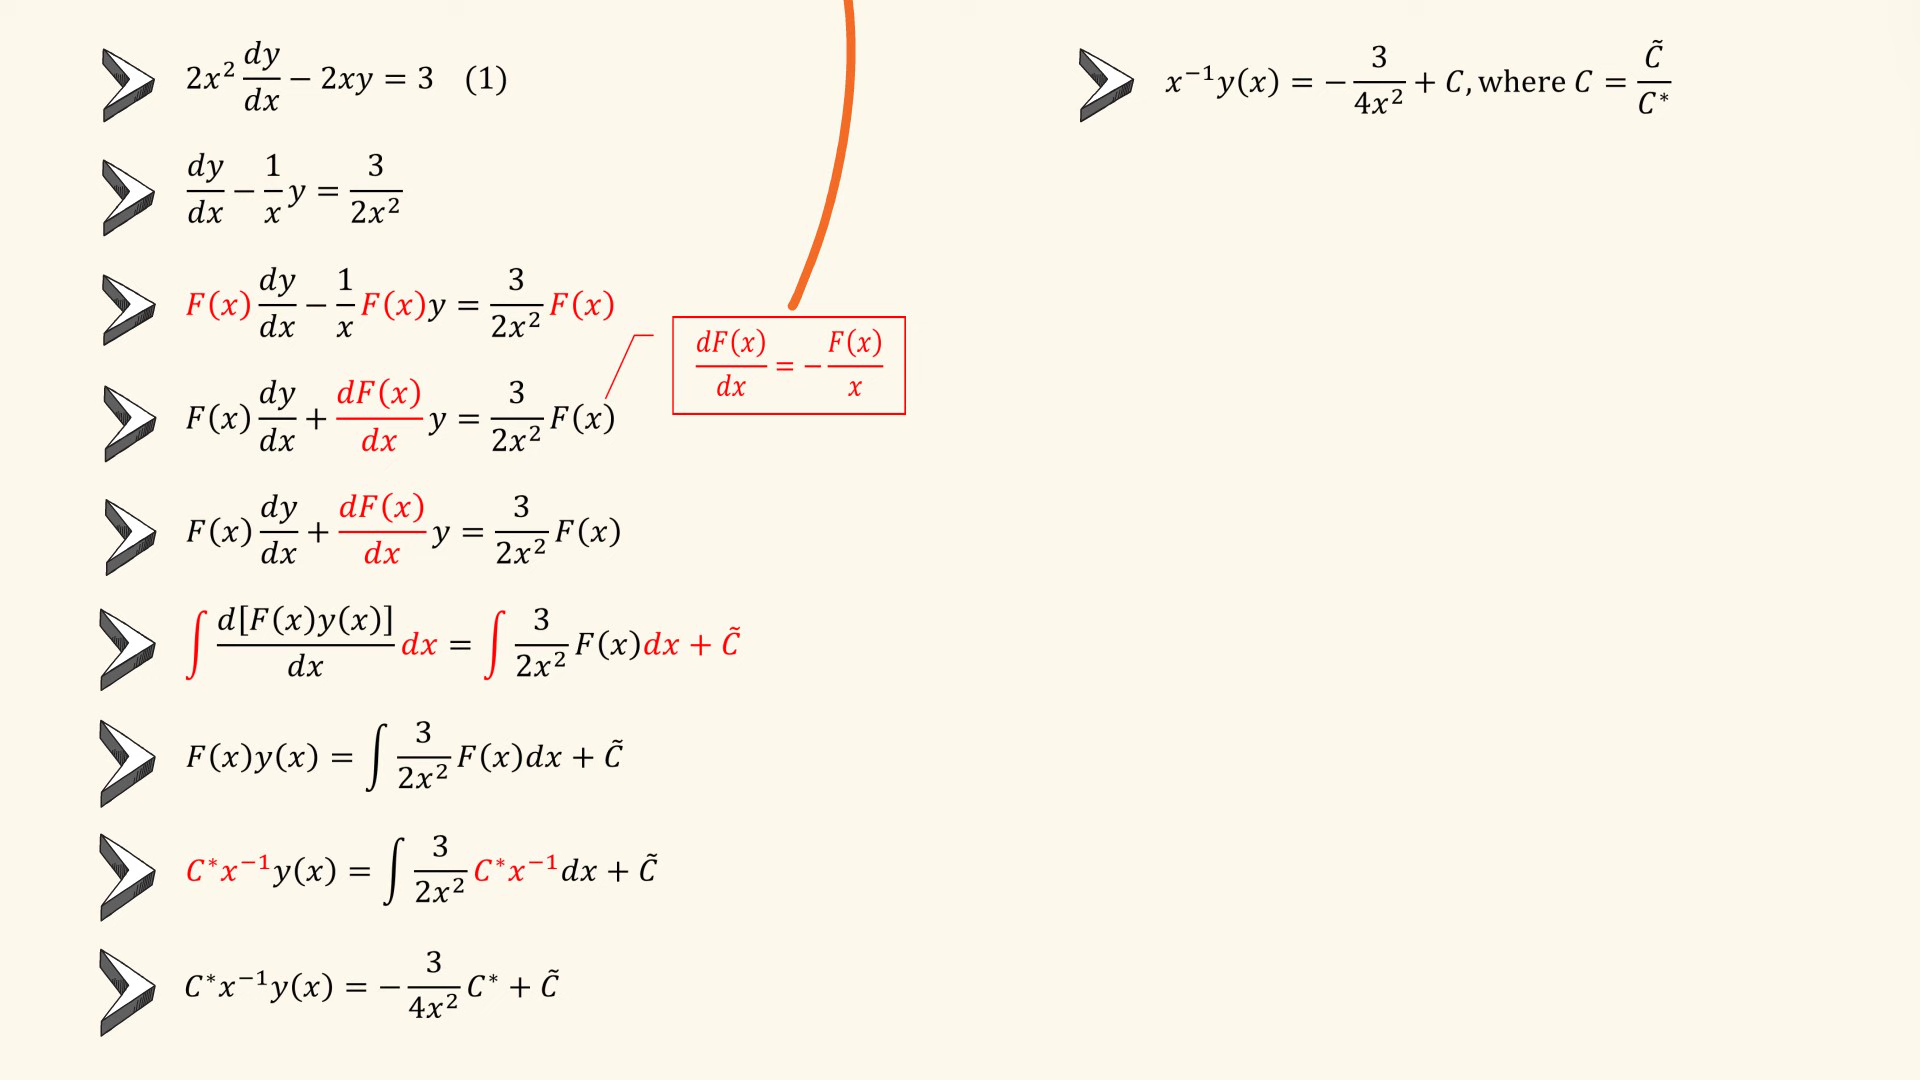 2x² dy/dx − 2xy = 3 (1)
dy/dx − 1/x y = 3/2x²
F(x) dy/dx − 1/x F(x)y = 3/2x² F(x)
dF(x)/dx = − F(x)/x
F(x) dy/dx + dF(x)/dx y = 3/2x² F(x)
F(x) dy/dx + dF(x)/dx y = 3/2x² F(x)
∫ d[F(x)y(x)]/dx dx = ∫ 3/2x² F(x)dx + C̃
F(x)y(x) = ∫ 3/2x² F(x)dx + C̃
C*x⁻¹y(x) = ∫ 3/2x² C*x⁻¹dx + C̃
C*x⁻¹y(x) = − 3/4x² C* + C̃
x⁻¹y(x) = − 3/4x² + C, where C = C̃/C*